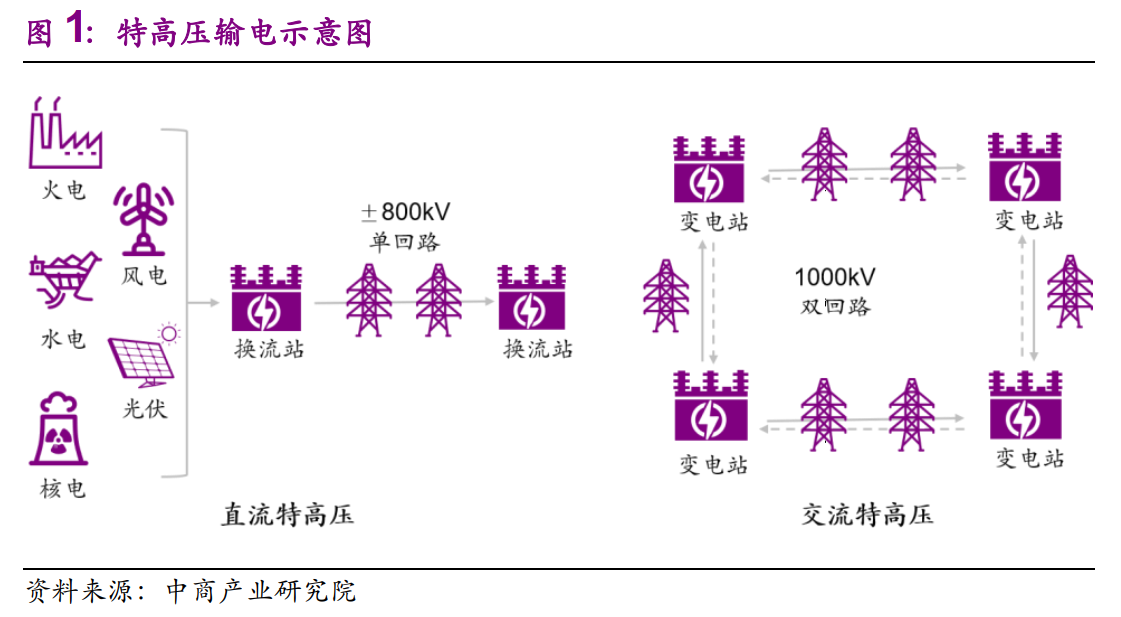 图 1：特高压输电示意图
火电
风电
水电
光伏
核电
±800kV
单回路
换流站
换流站
直流特高压
变电站
变电站
1000kV
双回路
变电站
变电站
交流特高压
资料来源：中商产业研究院